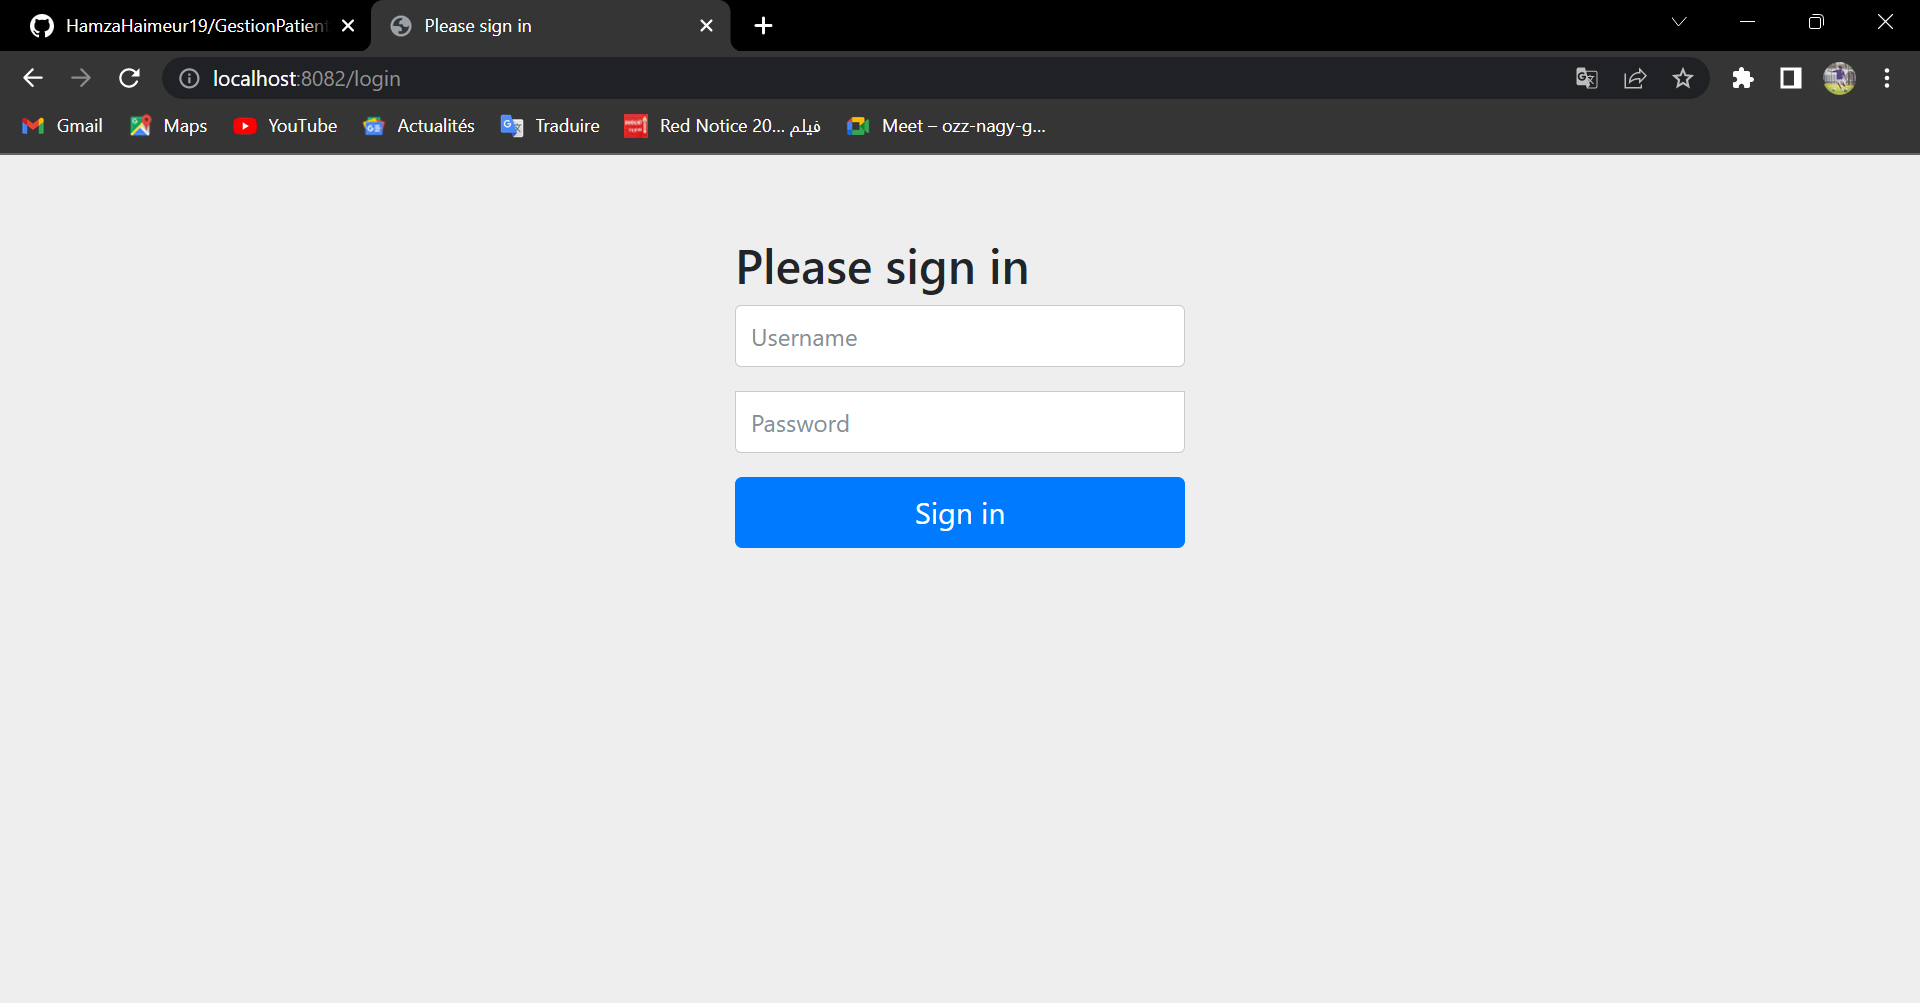 HamzaHaimeur19/GestionPatient
Please sign in
localhost:8082/login
Gmail
Maps
YouTube
Actualités
Traduire
Red Notice 20... فيلم
Meet – ozz-nagy-g...
Please sign in
Username
Password
Sign in